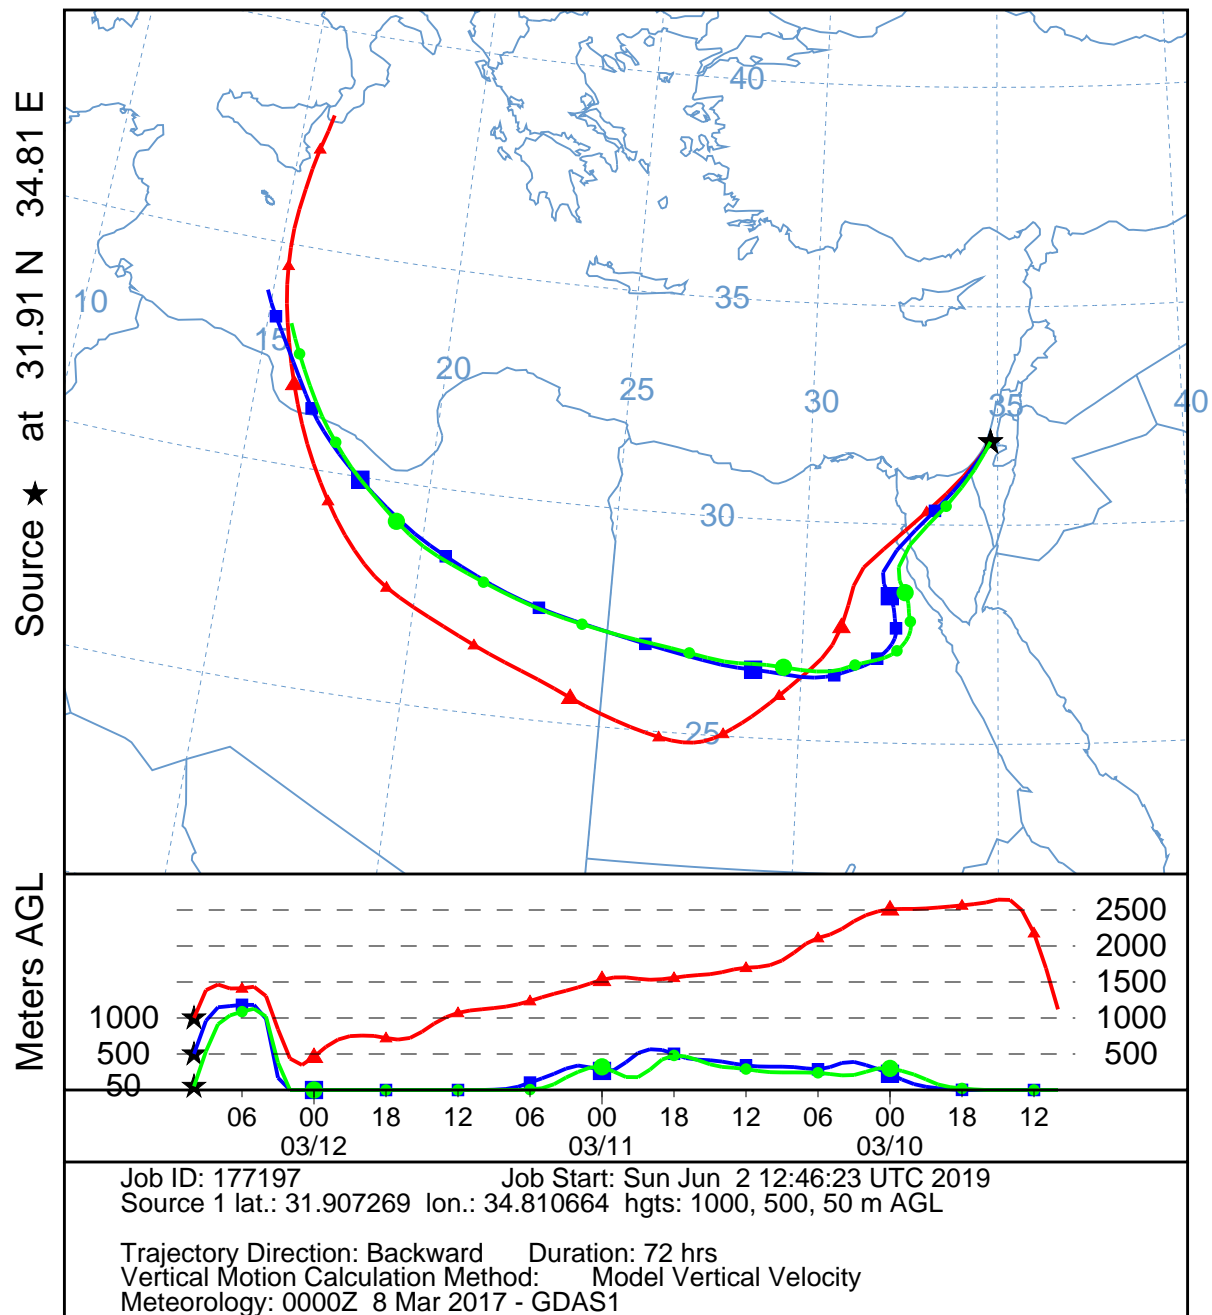 Source ★ at 31.91 N 34.81 E
40
35
10
15
20
25
30
35
40
30
25
Meters AGL
2500
2000
1500
1000
1000
500
500
50
06 00 18 12 06 00 18 12 06 00 18 12
03/12 03/11 03/10
Job ID: 177197 Job Start: Sun Jun 2 12:46:23 UTC 2019
Source 1 lat.: 31.907269 lon.: 34.810664 hgts: 1000, 500, 50 m AGL
Trajectory Direction: Backward Duration: 72 hrs
Vertical Motion Calculation Method: Model Vertical Velocity
Meteorology: 0000Z 8 Mar 2017 - GDAS1